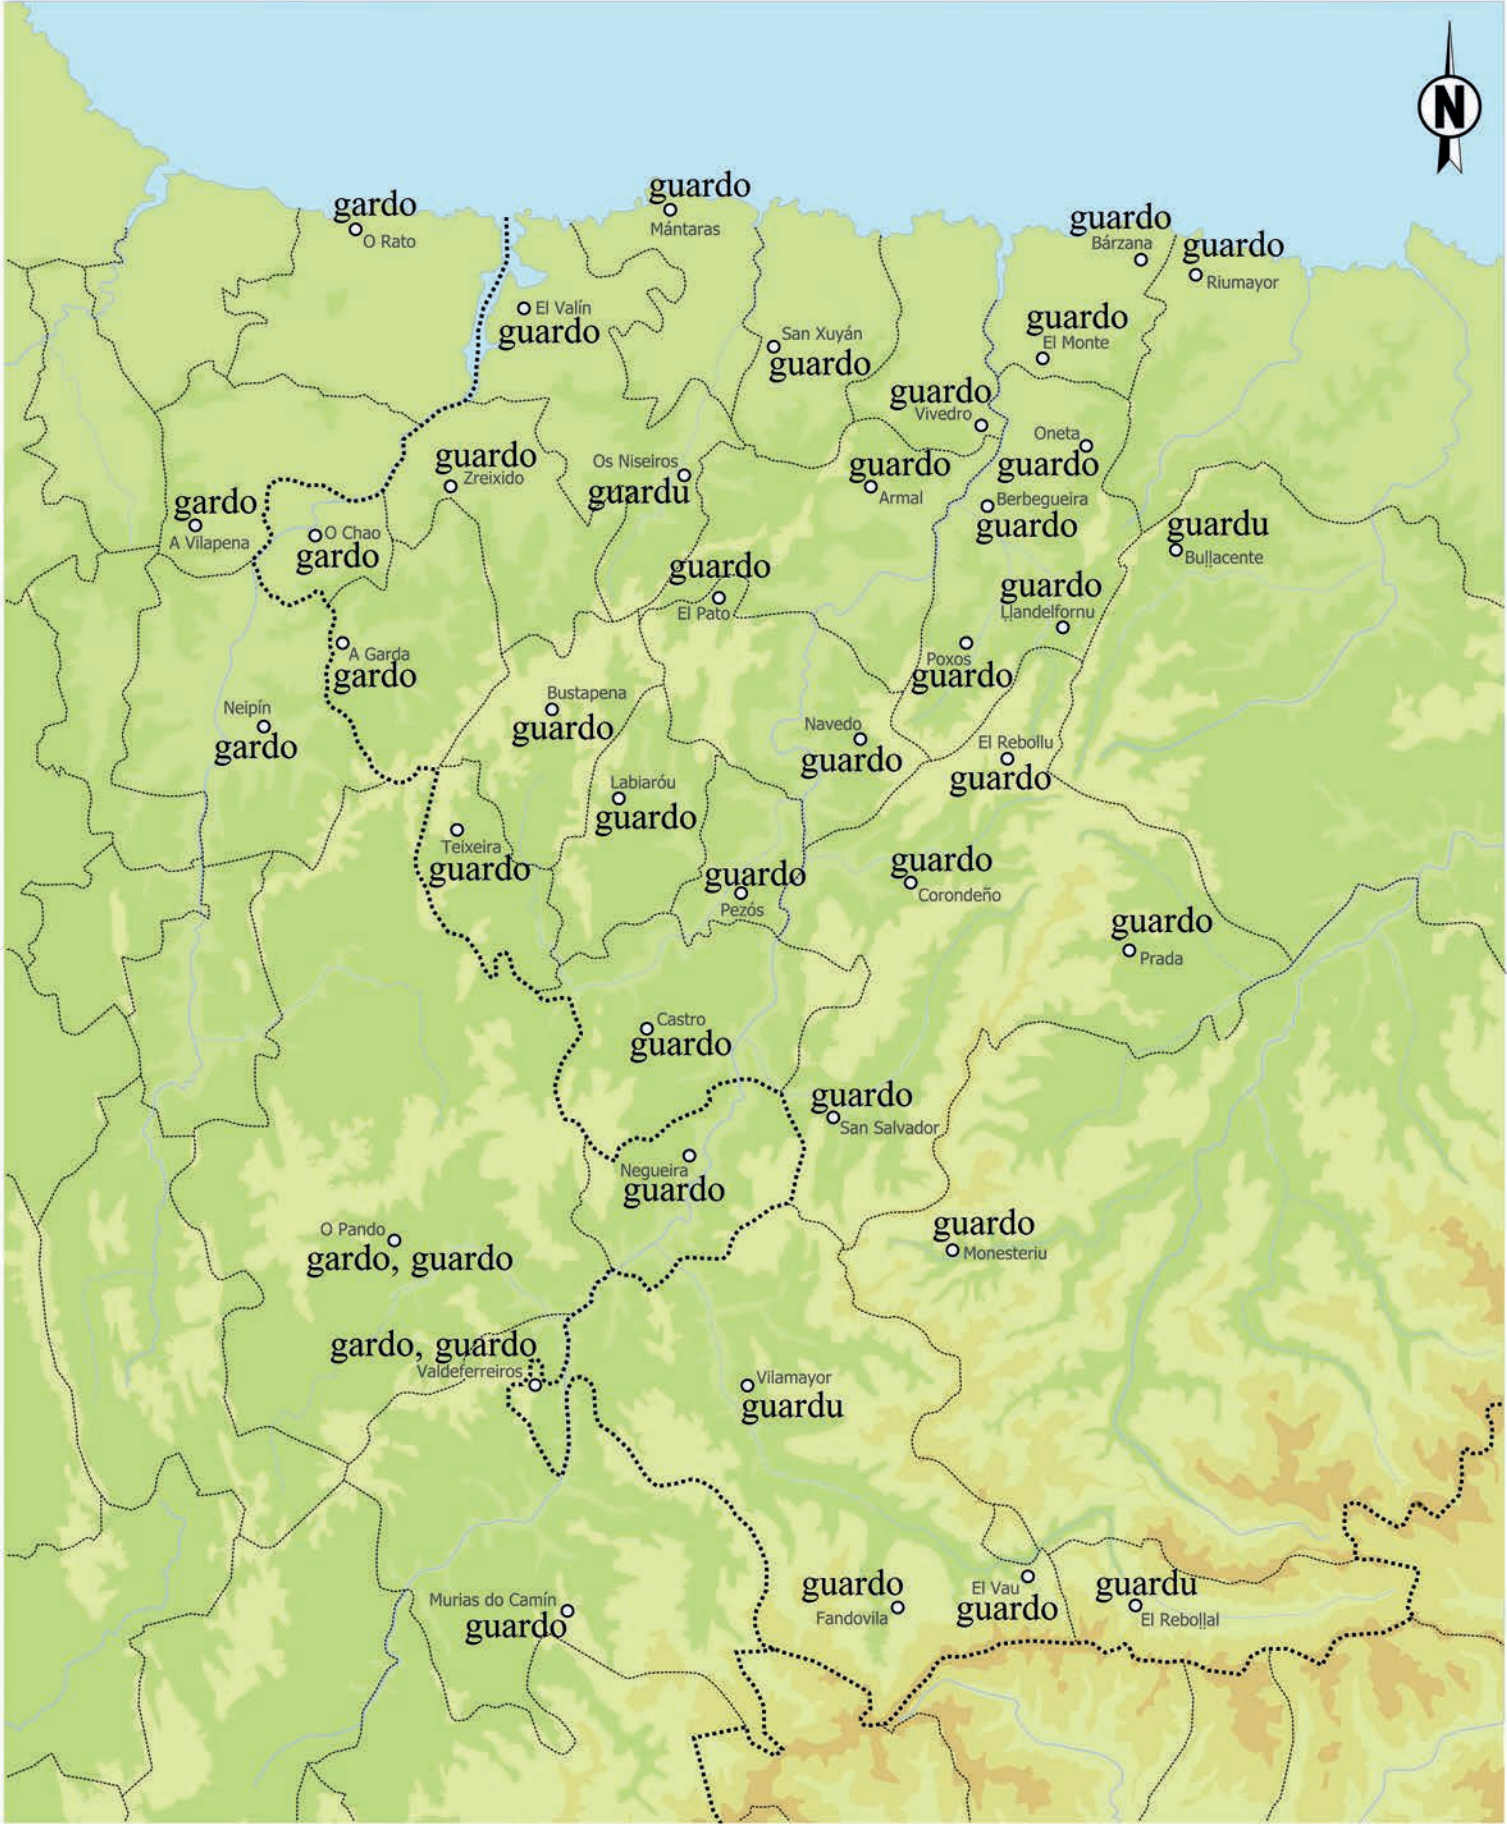 N
gardo
O Rato
guardo
Mántaras
guardo
Bárzana
guardo
Riumayor
El Valín
guardo
San Xuyán
guardo
guardo
El Monte
guardo
Vivedro
Oneta
guardo
guardo
Zreixido
Os Niseiros
guardu
guardo
Armal
Berbegueira
guardo
gardo
A Vilapena
O Chao
gardo
guardu
Buḷḷacente
guardo
El Pato
guardo
Ḷḷandelfornu
A Garda
gardo
Poxos
guardo
Neipín
gardo
Bustapena
guardo
Navedo
guardo
El Rebollu
guardo
Labiaróu
guardo
Teixeira
guardo
guardo
Pezós
guardo
Corondeño
guardo
Prada
Castro
guardo
guardo
San Salvador
Negueira
guardo
O Pando
gardo, guardo
guardo
Monesteriu
gardo, guardo
Valdeferreiros
Vilamayor
guardu
Murias do Camín
guardo
guardo
Fandovila
El Vau
guardo
guardu
El Reboḷḷal